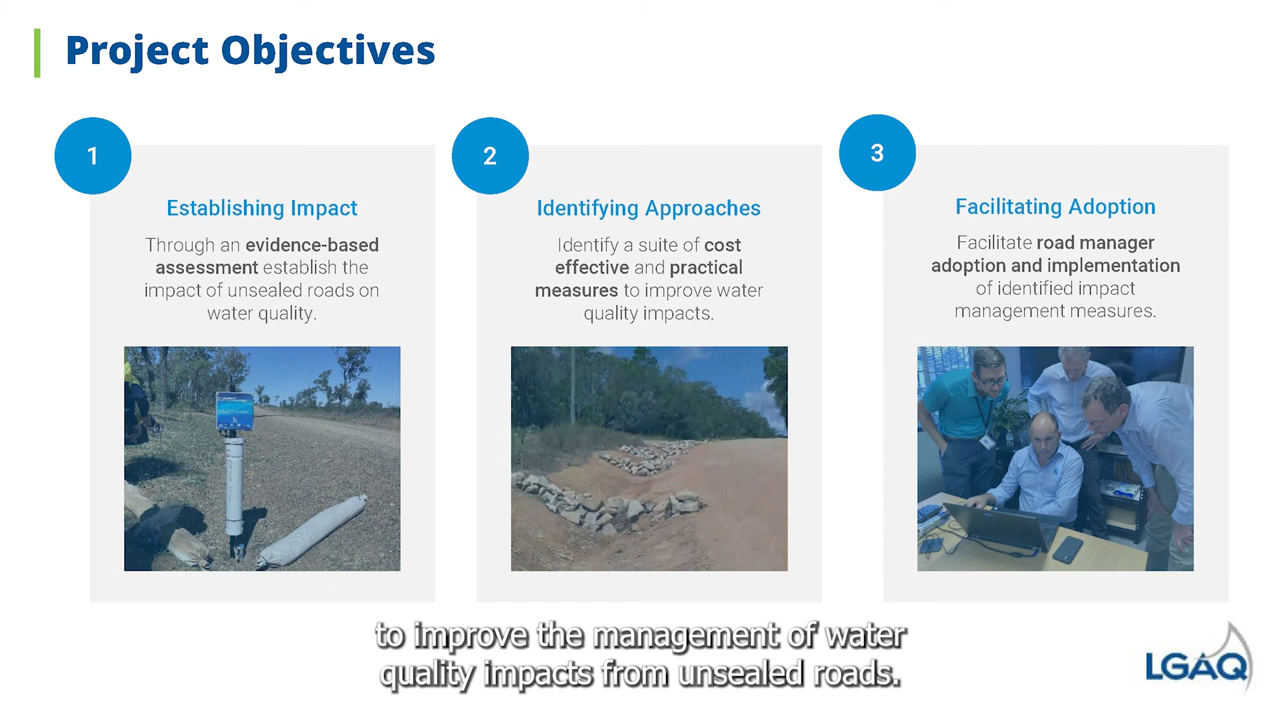 Project Objectives
1
Establishing Impact
Through an evidence-based
assessment establish the
impact of unsealed roads on
water quality.
2
Identifying Approaches
Identify a suite of cost
effective and practical
measures to improve water
quality impacts.
3
Facilitating Adoption
Facilitate road manager
adoption and implementation
of identified impact
management measures.
to improve the management of water
quality impacts from unsealed roads.
LGAQ